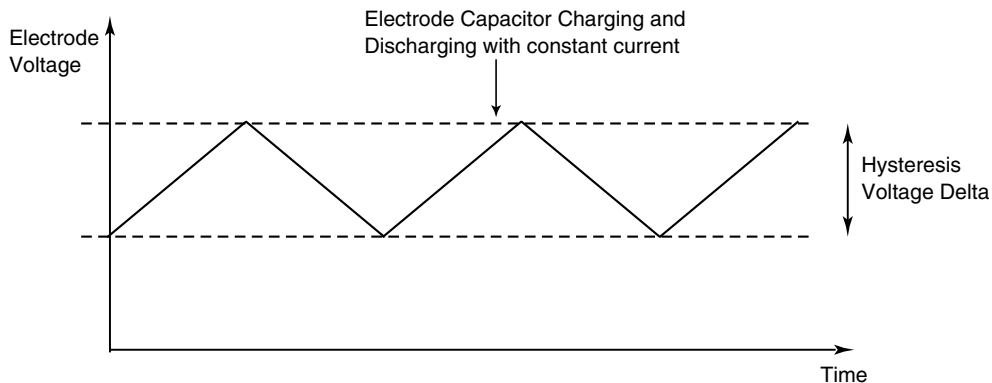 Electrode Capacitor Charging and
Discharging with constant current
Electrode
Voltage
Hysteresis
Voltage Delta
Time